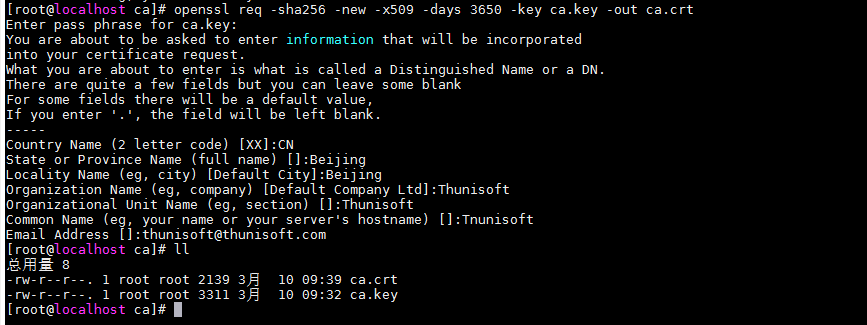 [root@localhost ca]# openssl req -sha256 -new -x509 -days 3650 -key ca.key -out ca.crt
Enter pass phrase for ca.key:
You are about to be asked to enter information that will be incorporated
into your certificate request.
What you are about to enter is what is called a Distinguished Name or a DN.
There are quite a few fields but you can leave some blank
For some fields there will be a default value,
If you enter '.', the field will be left blank.
-----
Country Name (2 letter code) [XX]:CN
State or Province Name (full name) []:Beijing
Locality Name (eg, city) [Default City]:Beijing
Organization Name (eg, company) [Default Company Ltd]:Thunisoft
Organizational Unit Name (eg, section) []:Thunisoft
Common Name (eg, your name or your server's hostname) []:Tnunisoft
Email Address []:thunisoft@thunisoft.com
[root@localhost ca]# ll
总用量 8
-rw-r--r--. 1 root root 2139 3月  10 09:39 ca.crt
-rw-r--r--. 1 root root 3311 3月  10 09:32 ca.key
[root@localhost ca]#